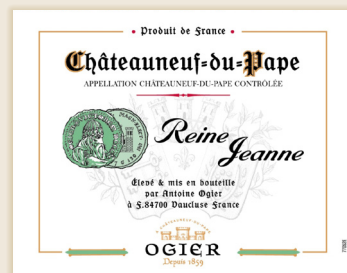 • Produit de France •
Châteauneuf-du-Pape
APPELLATION CHÂTEAUNEUF-DU-PAPE CONTRÔLÉE
Reine
Jeanne
Élevé & mis en bouteille
par Antoine Ogier
à F.84700 Vaucluse France
OGIER
Depuis 1859